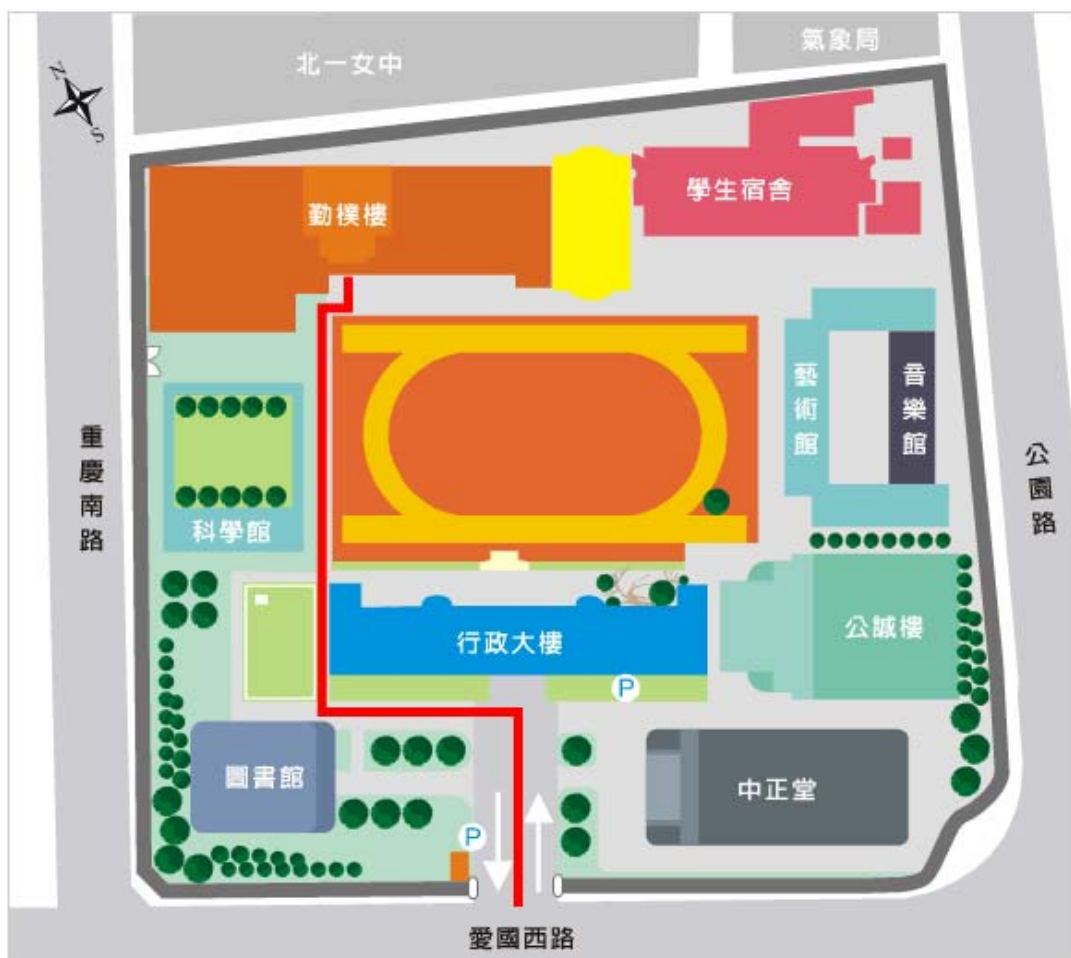 北一女中
氣象局
N
S
勤樸樓
學生宿舍
重慶南路
科學館
藝術館
音樂館
公園路
行政大樓
公誠樓
P
圖書館
中正堂
P
愛國西路